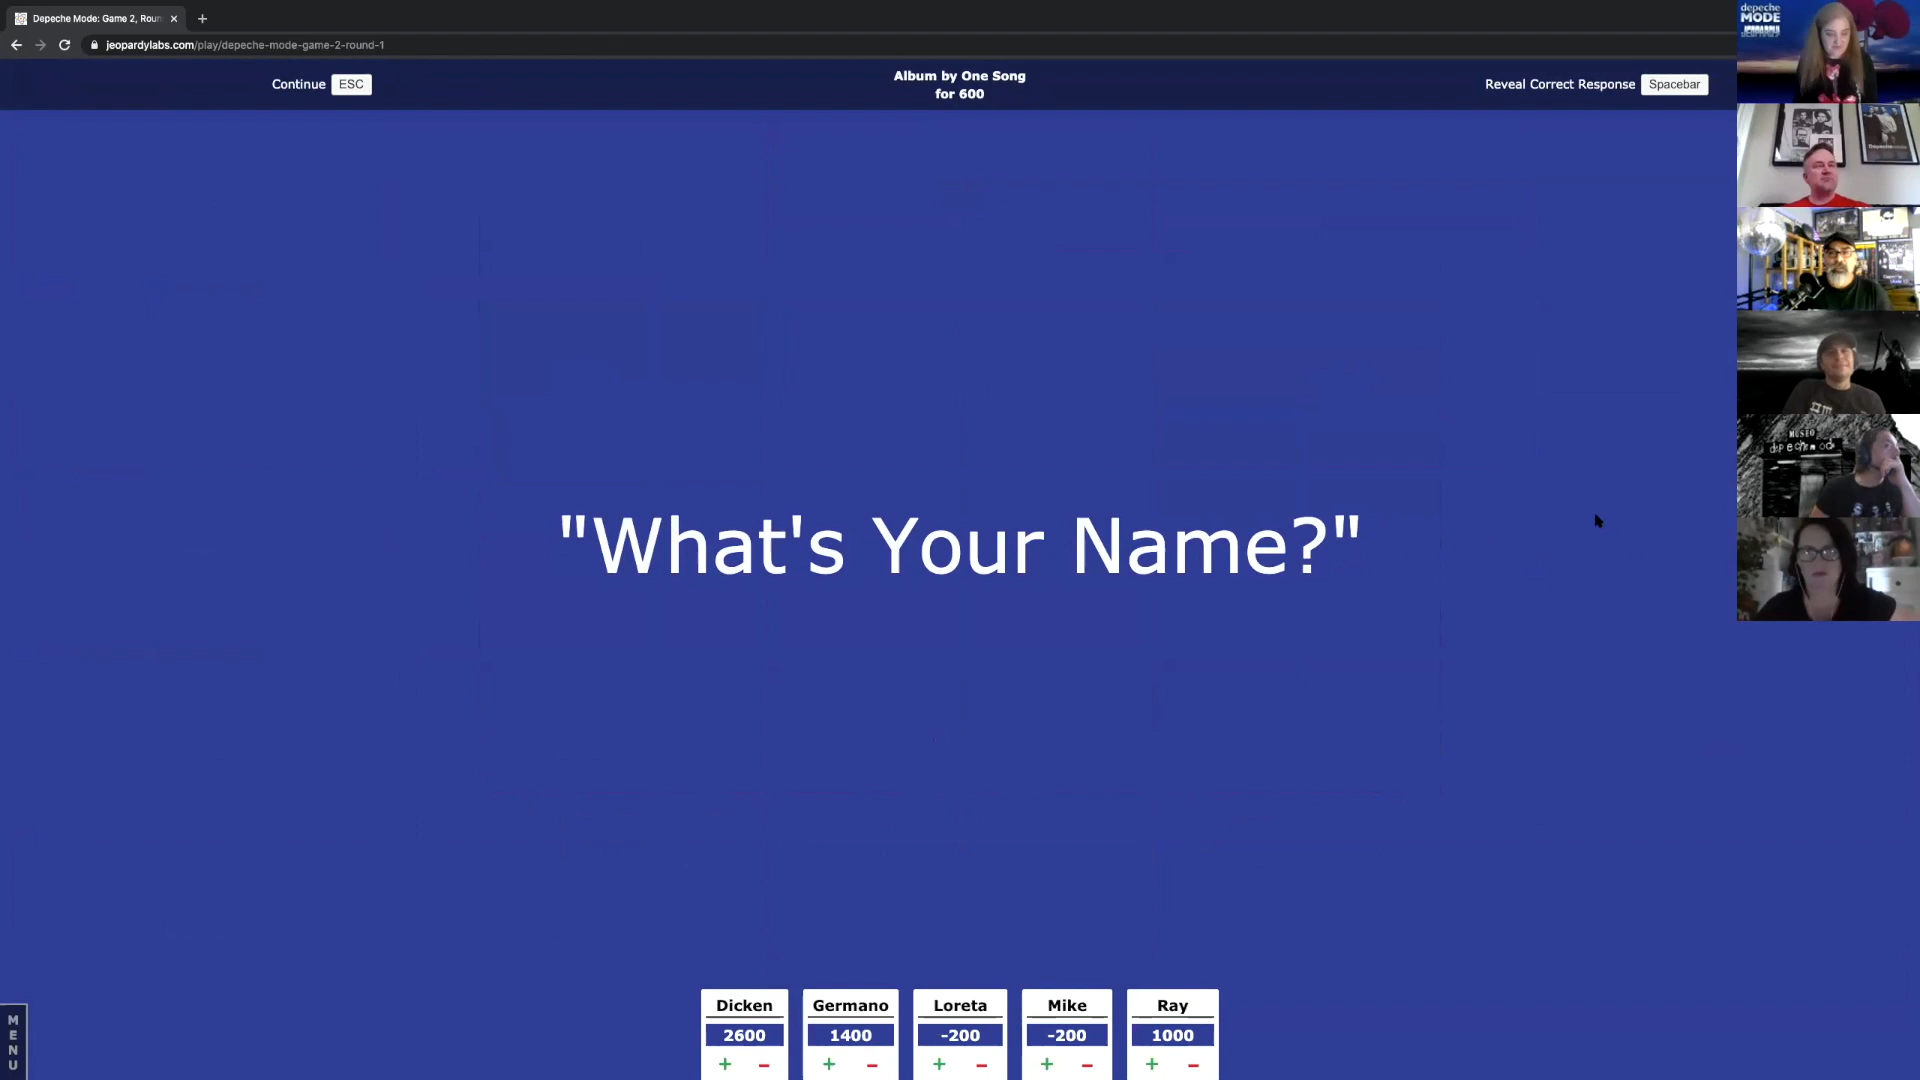 Depeche Mode: Game 2, Roun
jeopardylabs.com/play/depeche-mode-game-2-round-1
Continue ESC
Album by One Song
for 600
Reveal Correct Response Spacebar
depeche
MODE
JEOPARDY!
"What's Your Name?"
MENU
Dicken Germano Loreta Mike Ray
2600 1400 -200 -200 1000
+ − + − + − + − + −